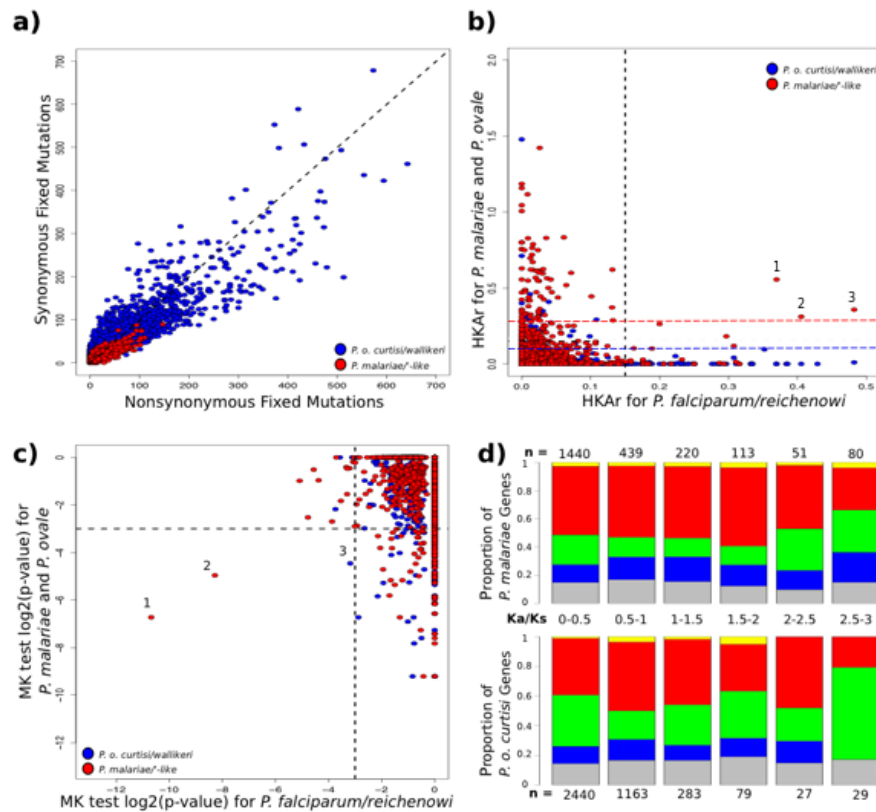 a)
Synonymous Fixed Mutations
700
600
500
400
300
200
100
0
P. o. curtisi/wallikeri
P. malariae/'-like
0 100 200 300 400 500 600 700
Nonsynonymous Fixed Mutations
b)
HKAr for P. malariae and P. ovale
2.0
1.5
1.0
0.5
0.0
P. o. curtisi/wallikeri
P. malariae/'-like
1
2
3
0.0 0.1 0.2 0.3 0.4 0.5
HKAr for P. falciparum/reichenowi
c)
MK test log2(p-value) for
P. malariae and P. ovale
0
-2
-4
-6
-8
-10
-12
1
2
3
P. o. curtisi/wallikeri
P. malariae/'-like
-12 -10 -8 -6 -4 -2 0
MK test log2(p-value) for P. falciparum/reichenowi
d)
n = 1440 439 220 113 51 80
Proportion of
P. malariae Genes
1
0.8
0.6
0.4
0.2
0
Ka/Ks 0-0.5 0.5-1 1-1.5 1.5-2 2-2.5 2.5-3
Proportion of
P. o. curtisi Genes
1
0.8
0.6
0.4
0.2
0
n = 2440 1163 283 79 27 29